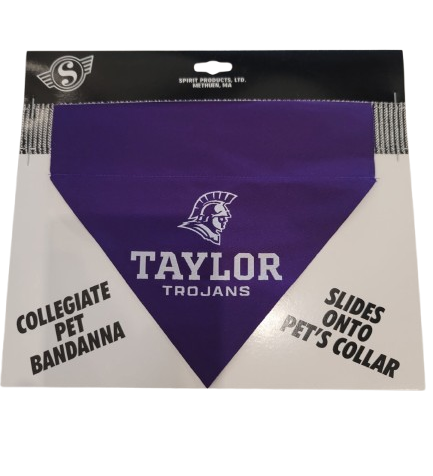 S
SPIRIT PRODUCTS, LTD.
METHUEN, MA
TAYLOR
TROJANS
COLLEGIATE
PET
BANDANNA
SLIDES
ONTO
PET'S COLLAR